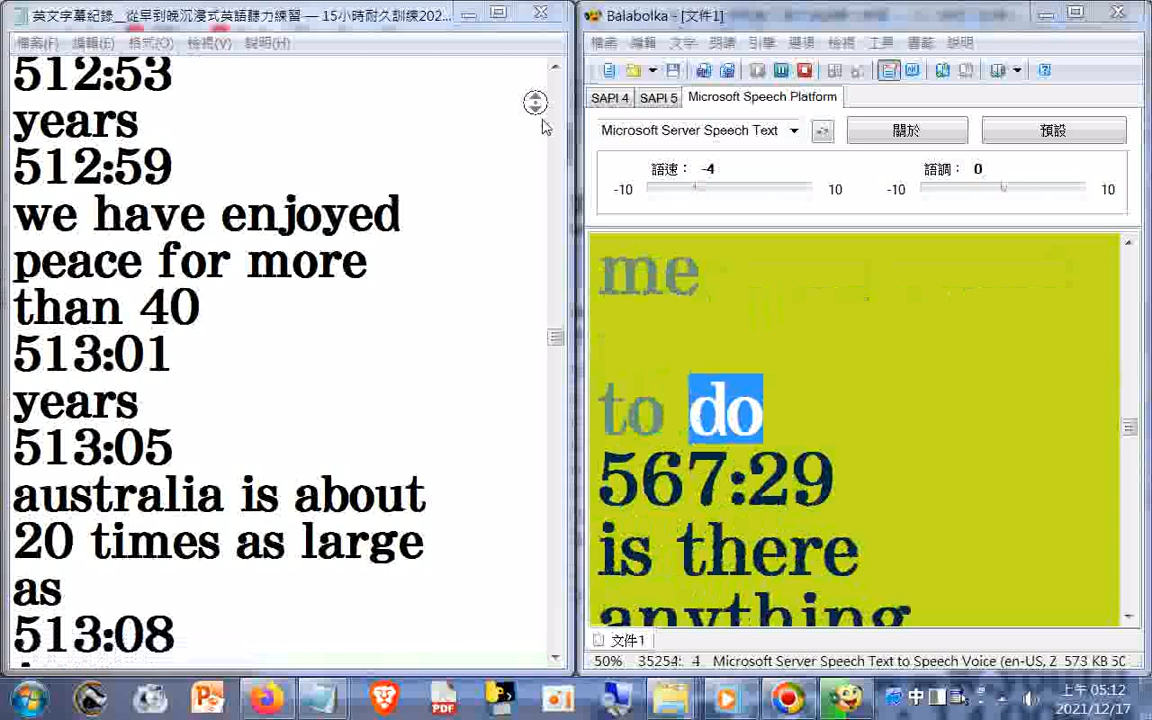 英文字幕紀錄__從早到晚沉浸式英語聽力練習 — 15小時耐久訓練202...
檔案(F) 編輯(E) 格式(O) 檢視(V) 說明(H)
512:53
years
512:59
we have enjoyed
peace for more
than 40
513:01
years
513:05
australia is about
20 times as large
as
513:08
Balabolka - [文件1]
檔案 編輯 文字 朗讀 引擎 選項 檢視 工具 書籤 說明
SAPI 4 SAPI 5 Microsoft Speech Platform
Microsoft Server Speech Text 關於 預設
語速： -4 語調： 0
-10 10 -10 10
me
to do
567:29
is there
anything
文件1
50% 35254: 4 Microsoft Server Speech Text to Speech Voice (en-US, Z 573 KB
中
上午 05:12
2021/12/17